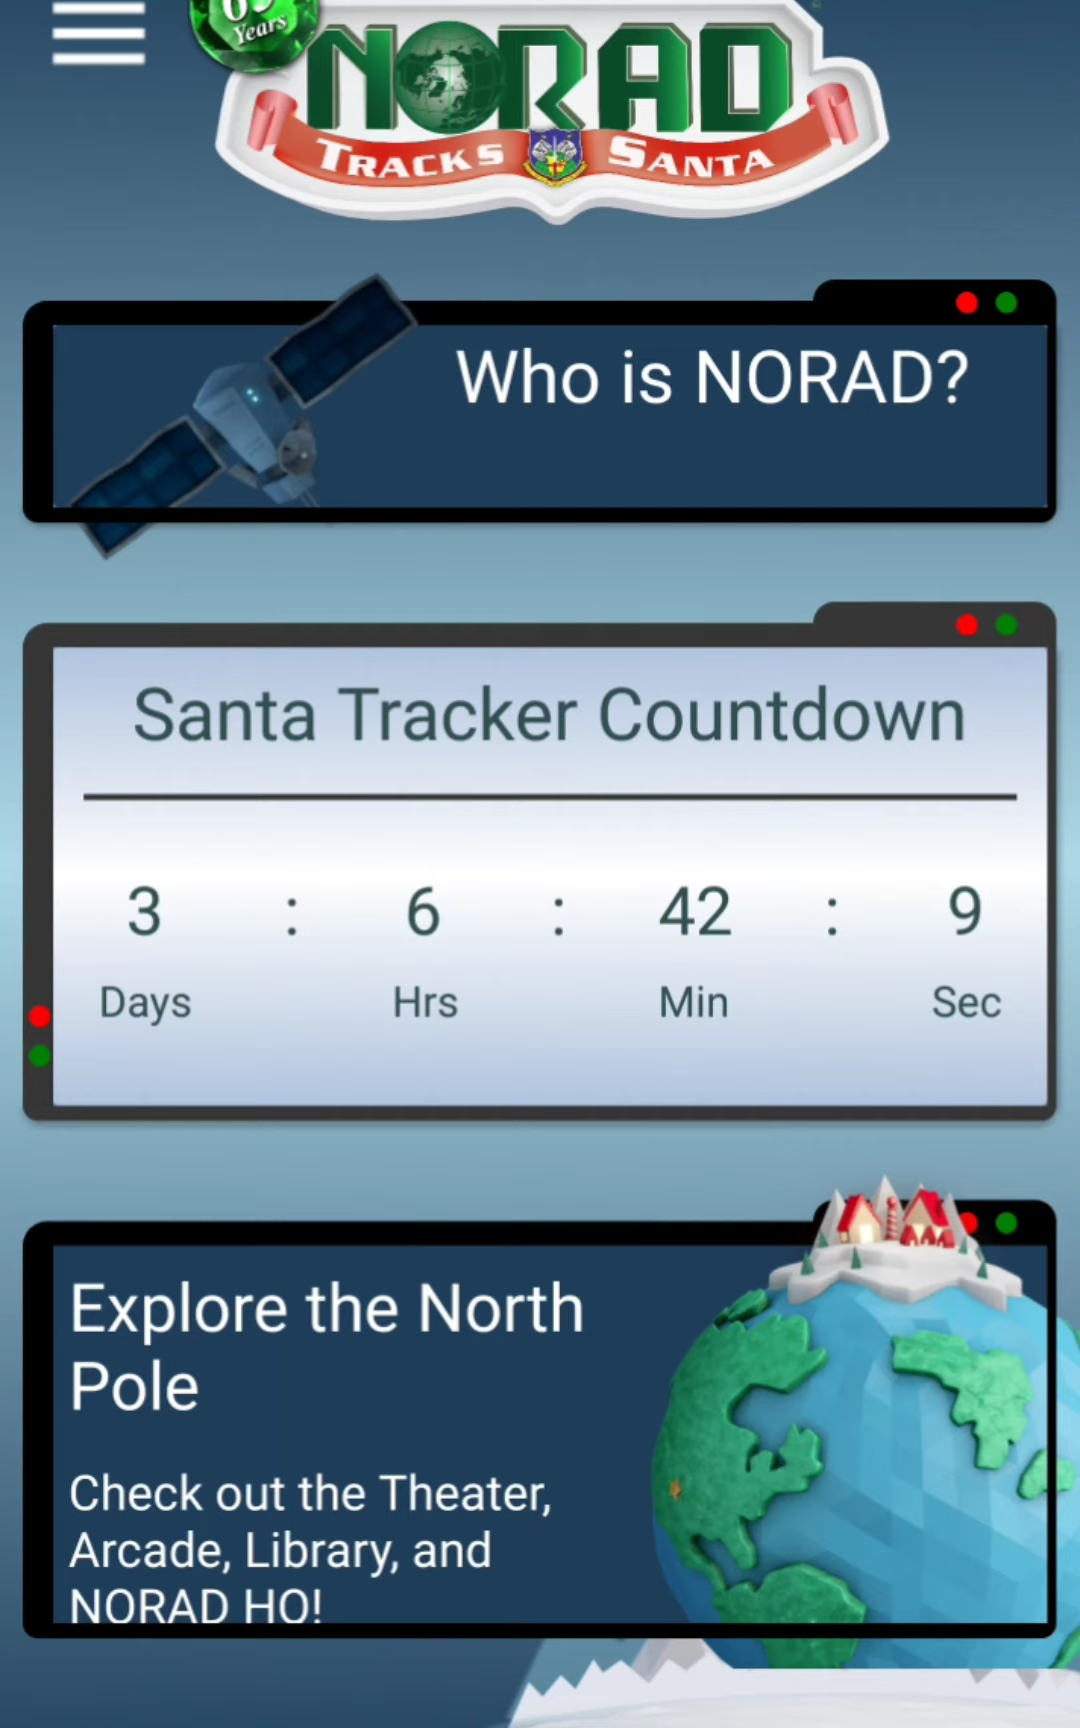 Years
NORAD
TRACKS SANTA
Who is NORAD?
Santa Tracker Countdown
3 : 6 : 42 : 9
Days Hrs Min Sec
Explore the North
Pole
Check out the Theater,
Arcade, Library, and
NORAD HQ!